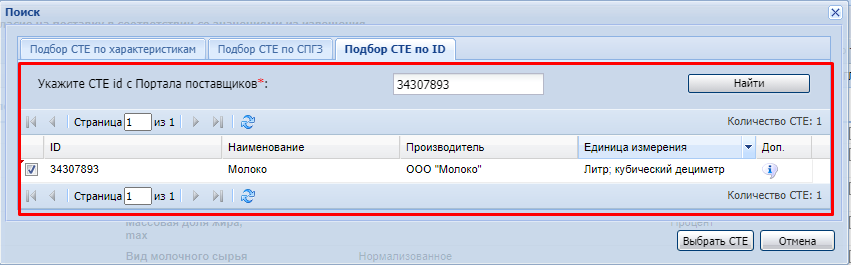 Поиск
Подбор СТЕ по характеристикам Подбор СТЕ по СПГЗ Подбор СТЕ по ID
Укажите СТЕ id с Портала поставщиков*: 34307893 Найти
Страница 1 из 1 Количество СТЕ: 1
ID Наименование Производитель Единица измерения Доп.
34307893 Молоко ООО "Молоко" Литр; кубический дециметр
Страница 1 из 1 Количество СТЕ: 1
Массовая доля жира, Процент
max
Выбрать СТЕ Отмена
Вид молочного сырья Нормализованное